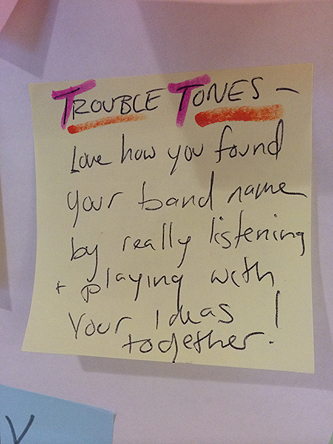 TROUBLE TONES –
Love how you found
your band name
by really listening
+ playing with
your ideas
together!